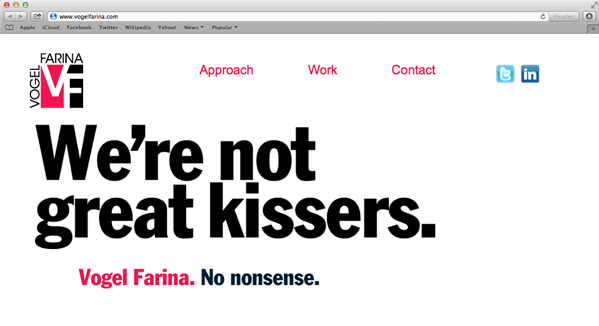 www.vogelfarina.com
Reader
Apple iCloud Facebook Twitter Wikipedia Yahoo! News Popular
VOGEL
FARINA
VF
Approach Work Contact
in
We're not
great kissers.
Vogel Farina. No nonsense.